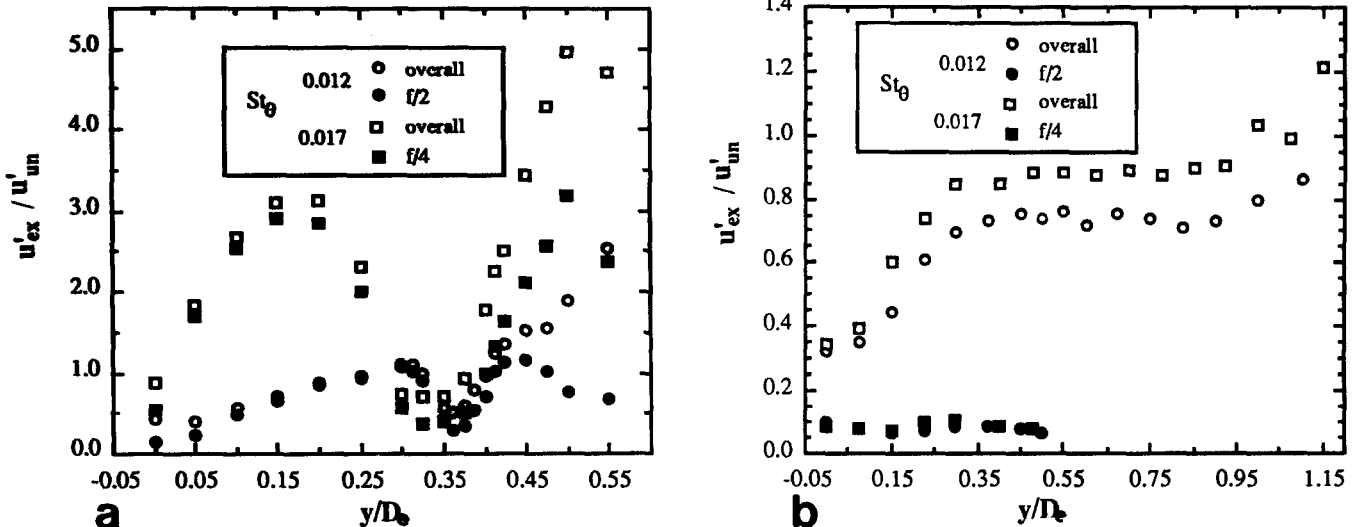 5.0
4.0
3.0
2.0
1.0
0.0
u'ex / u'un
Stθ
0.012
overall
f/2
0.017
overall
f/4
-0.05 0.05 0.15 0.25 0.35 0.45 0.55
y/De
a
1.4
1.2
1.0
0.8
0.6
0.4
0.2
0.0
u'ex / u'un
Stθ
0.012
overall
f/2
0.017
overall
f/4
-0.05 0.15 0.35 0.55 0.75 0.95 1.15
y/De
b